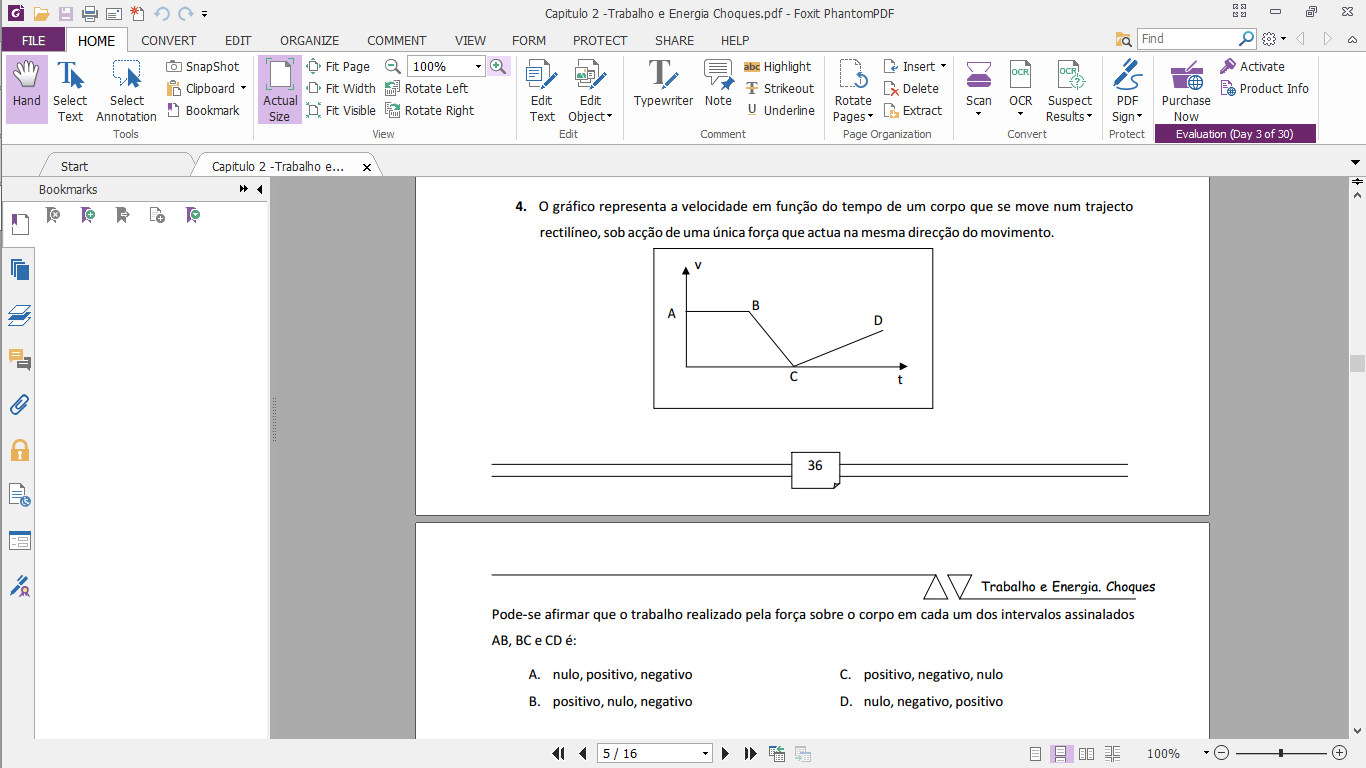 Capitulo 2 -Trabalho e Energia Choques.pdf - Foxit PhantomPDF
FILE HOME CONVERT EDIT ORGANIZE COMMENT VIEW FORM PROTECT SHARE HELP
Find
Hand
Select Text
Select Annotation
SnapShot
Clipboard
Bookmark
Tools
Actual Size
Fit Page
Fit Width
Fit Visible
100%
Rotate Left
Rotate Right
View
Edit Text
Edit Object
Edit
Typewriter
Note
Highlight
Strikeout
Underline
Comment
Rotate Pages
Insert
Delete
Extract
Page Organization
Scan
OCR
Suspect Results
Convert
PDF Sign
Protect
Purchase Now
Activate
Product Info
Evaluation (Day 3 of 30)
Start
Capitulo 2 -Trabalho e...
Bookmarks
4. O gráfico representa a velocidade em função do tempo de um corpo que se move num trajecto
rectilíneo, sob acção de uma única força que actua na mesma direcção do movimento.
v
A
B
D
C
t
36
Trabalho e Energia. Choques
Pode-se afirmar que o trabalho realizado pela força sobre o corpo em cada um dos intervalos assinalados
AB, BC e CD é:
A. nulo, positivo, negativo
C. positivo, negativo, nulo
B. positivo, nulo, negativo
D. nulo, negativo, positivo
5 / 16
100%